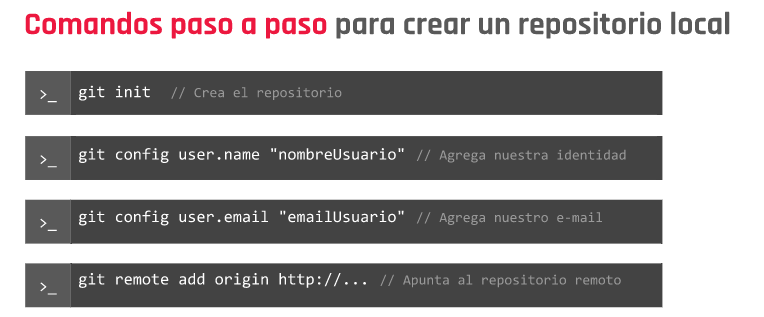 Comandos paso a paso para crear un repositorio local
>_ git init // Crea el repositorio
>_ git config user.name "nombreUsuario" // Agrega nuestra identidad
>_ git config user.email "emailUsuario" // Agrega nuestro e-mail
>_ git remote add origin http://... // Apunta al repositorio remoto